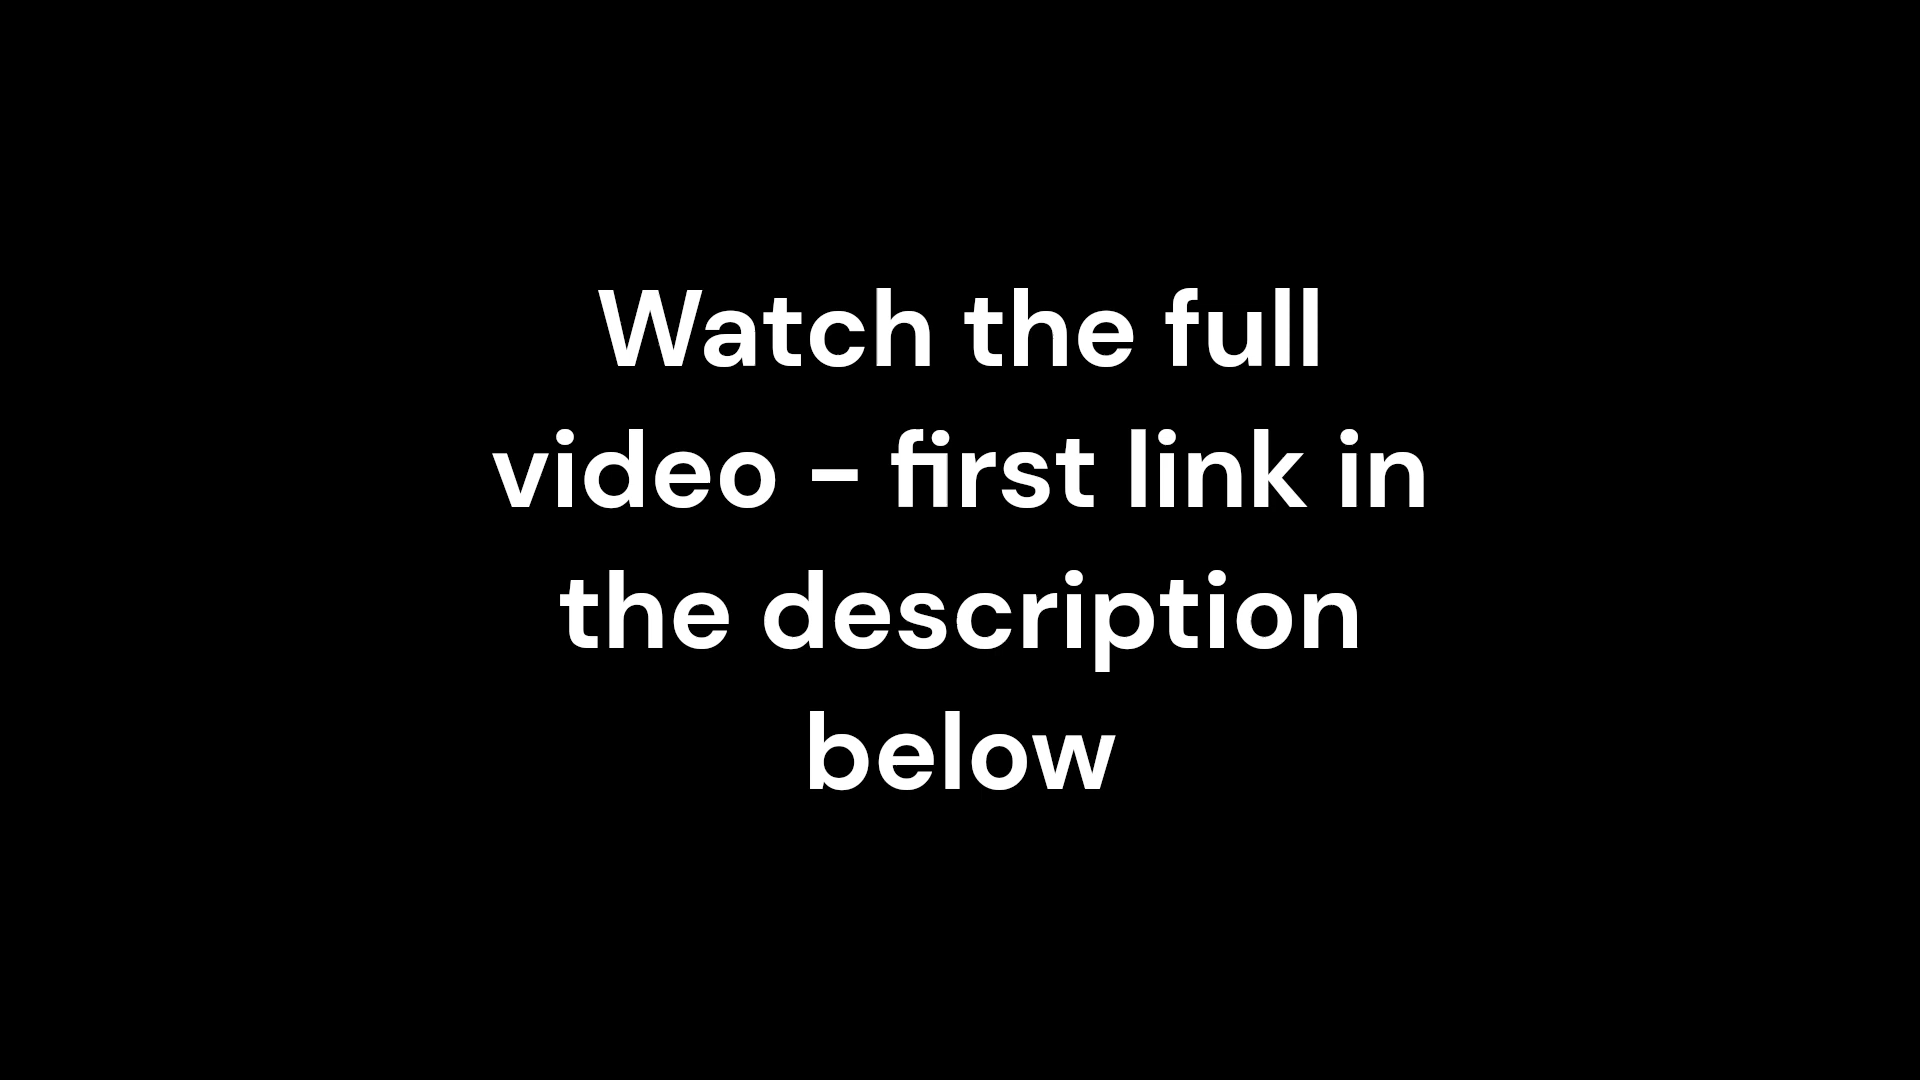 Watch the full
video - first link in
the description
below